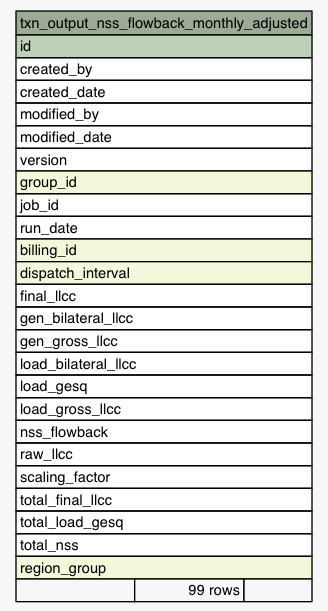 txn_output_nss_flowback_monthly_adjusted
id
created_by
created_date
modified_by
modified_date
version
group_id
job_id
run_date
billing_id
dispatch_interval
final_llcc
gen_bilateral_llcc
gen_gross_llcc
load_bilateral_llcc
load_gesq
load_gross_llcc
nss_flowback
raw_llcc
scaling_factor
total_final_llcc
total_load_gesq
total_nss
region_group
99 rows